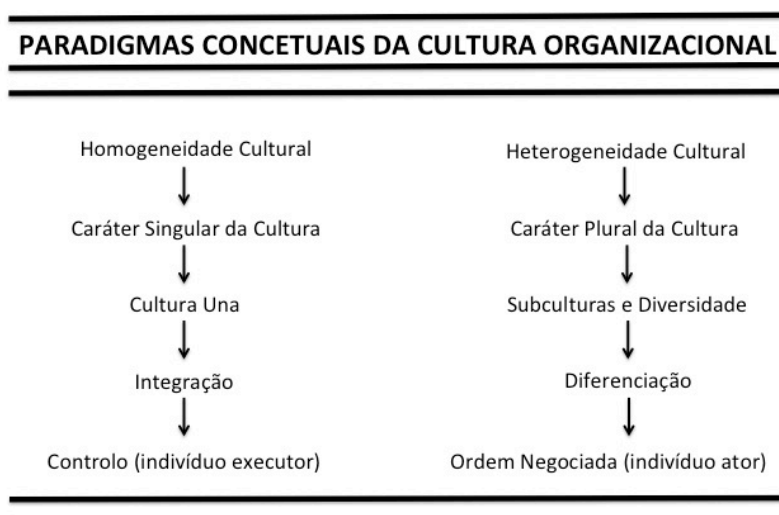 PARADIGMAS CONCETUAIS DA CULTURA ORGANIZACIONAL
Homogeneidade Cultural
Caráter Singular da Cultura
Cultura Una
Integração
Controlo (indivíduo executor)
Heterogeneidade Cultural
Caráter Plural da Cultura
Subculturas e Diversidade
Diferenciação
Ordem Negociada (indivíduo ator)